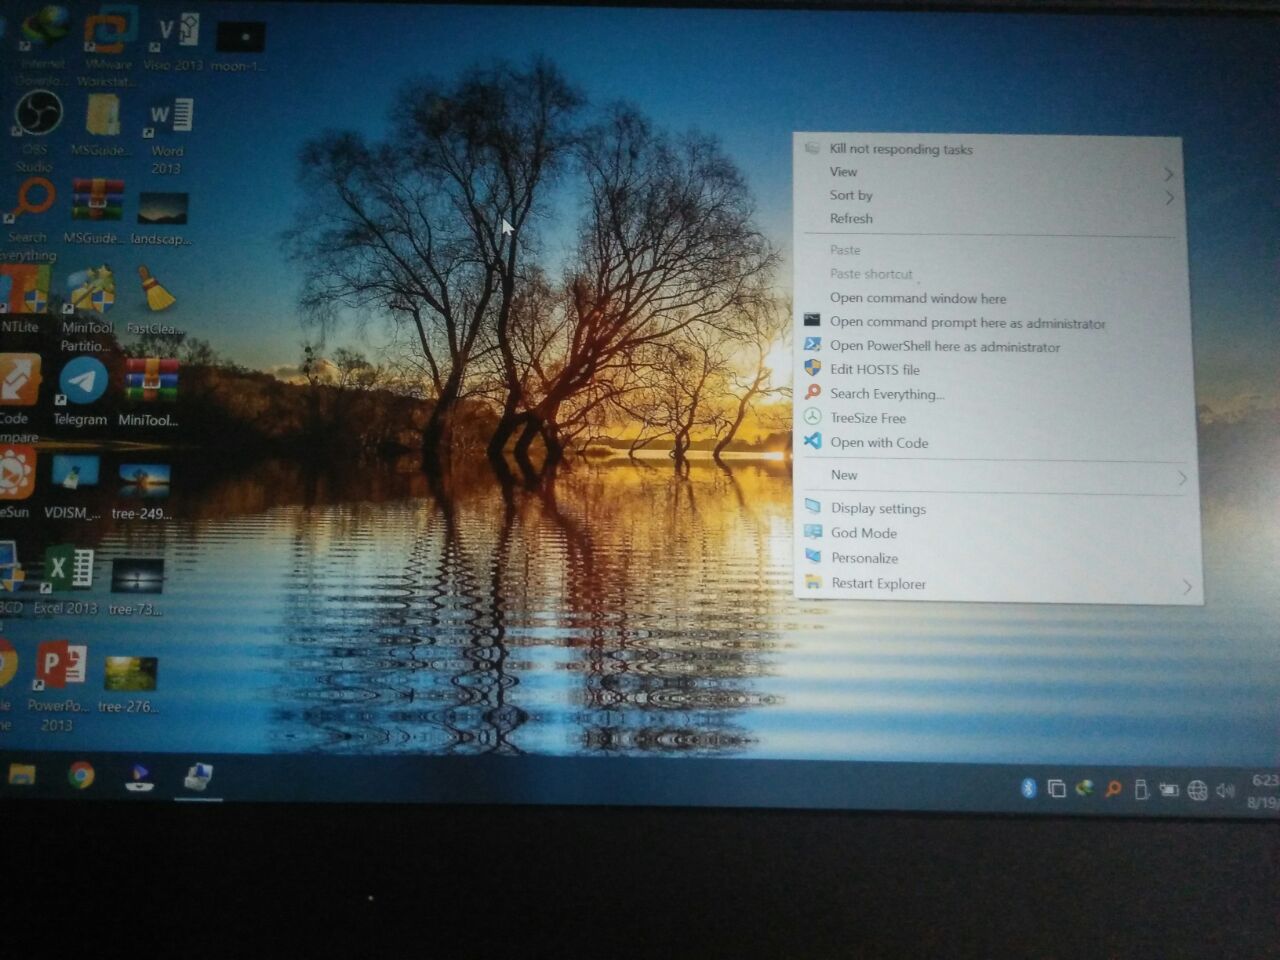 Internet
Downlo...
VMware
Workstat...
Visio 2013
moon-1...
OBS
Studio
MSGuide...
Word
2013
Search
Everything
MSGuide...
landscap...
NTLite
MiniTool
Partitio...
FastClea...
Code
ompare
Telegram
MiniTool...
eSun
VDISM_...
tree-249...
BCD
Excel 2013
tree-73...
le
ne
PowerPo...
2013
tree-276...
Kill not responding tasks
View
Sort by
Refresh
Paste
Paste shortcut
Open command window here
Open command prompt here as administrator
Open PowerShell here as administrator
Edit HOSTS file
Search Everything...
TreeSize Free
Open with Code
New
Display settings
God Mode
Personalize
Restart Explorer
6:23
8/19/